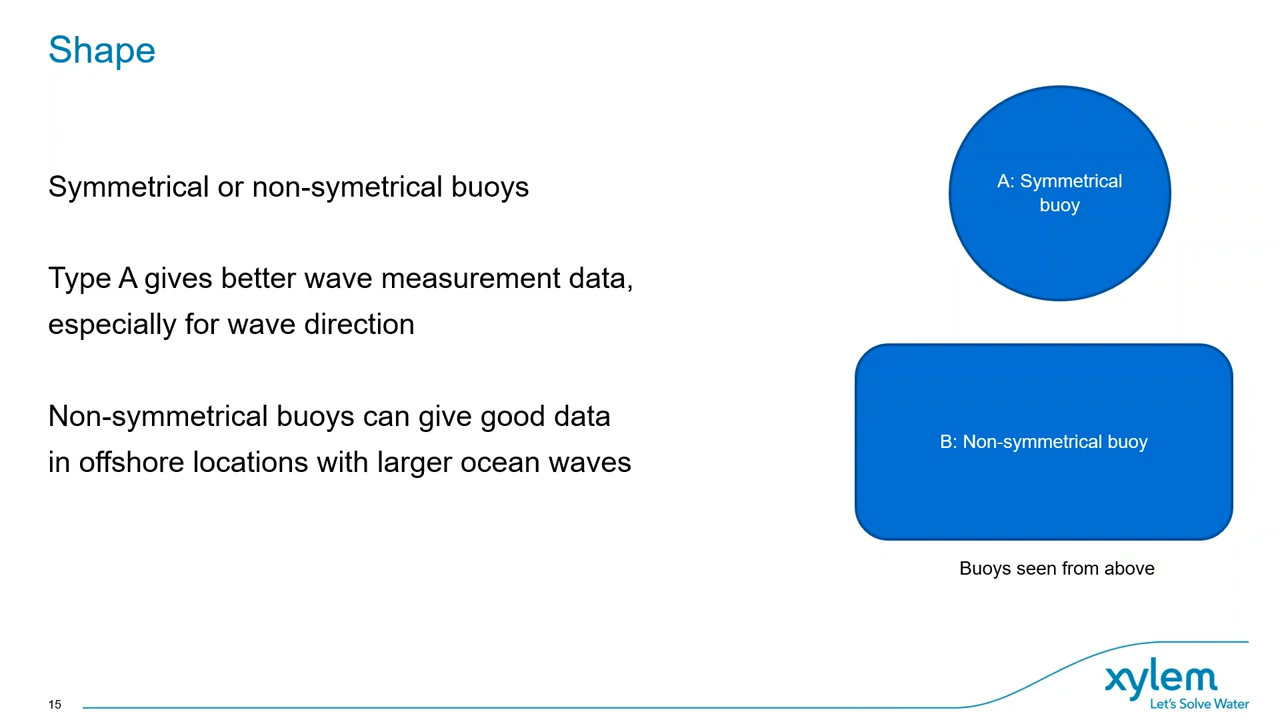 Shape
Symmetrical or non-symetrical buoys
Type A gives better wave measurement data,
especially for wave direction
Non-symmetrical buoys can give good data
in offshore locations with larger ocean waves
A: Symmetrical
buoy
B: Non-symmetrical buoy
Buoys seen from above
15
xylem
Let's Solve Water